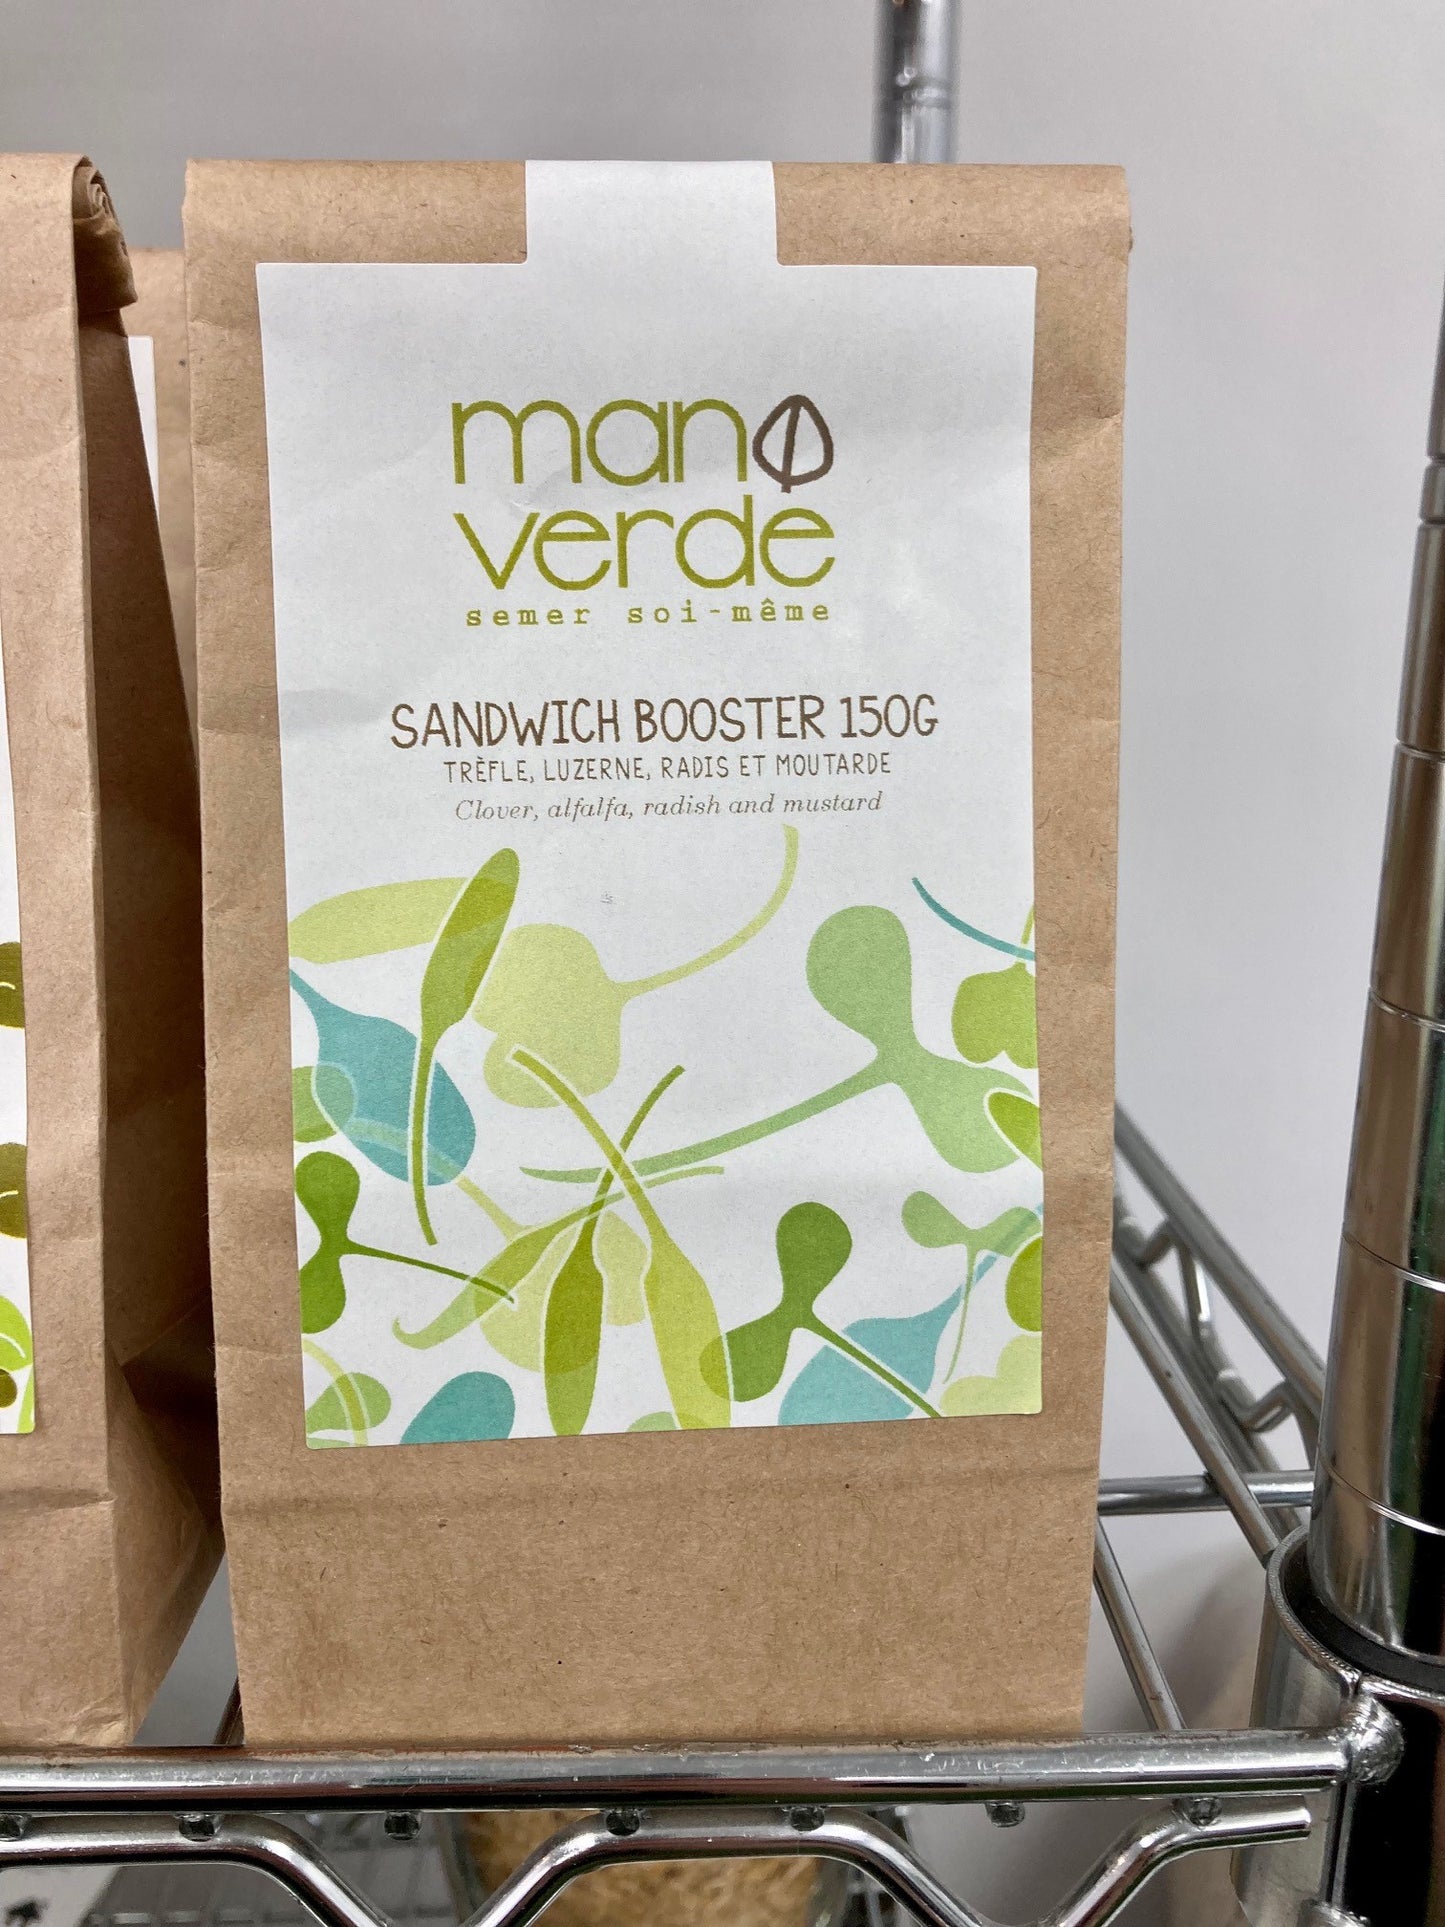 mano
verde
semer soi-même
SANDWICH BOOSTER 150G
TRÈFLE, LUZERNE, RADIS ET MOUTARDE
Clover, alfalfa, radish and mustard